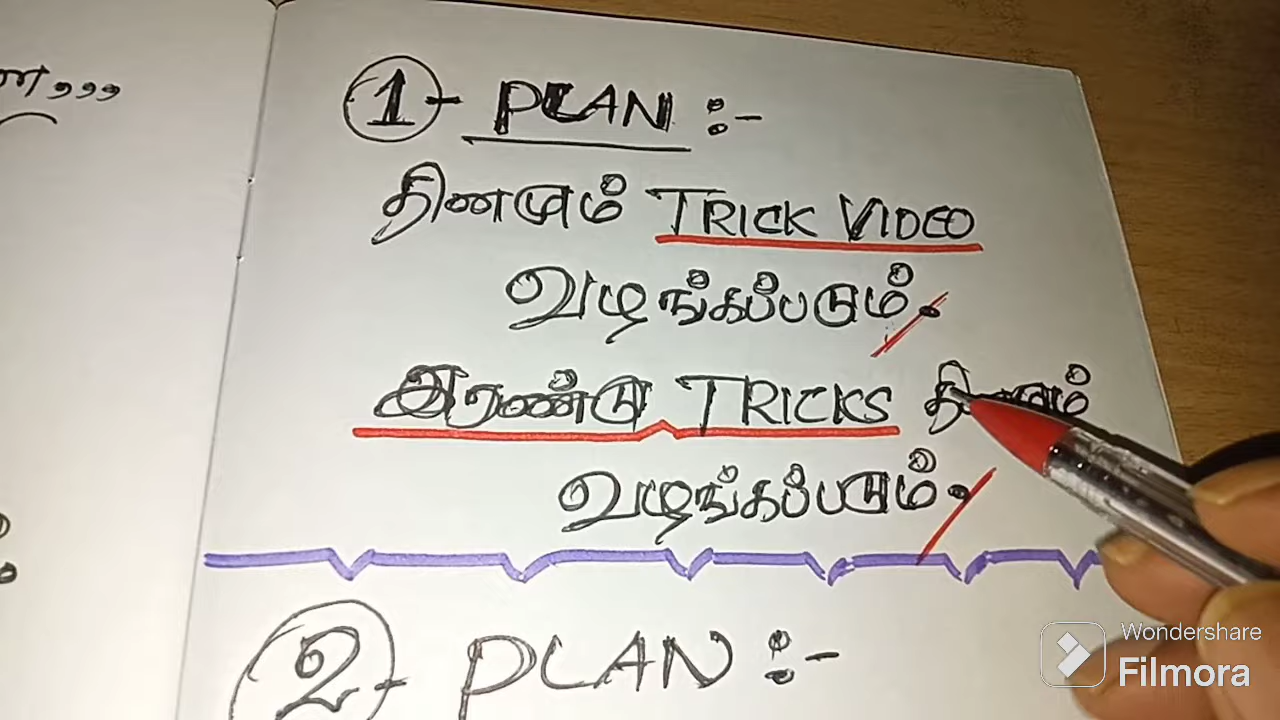 1 - PLAN :-
தினமும் TRICK VIDEO
வழங்கப்படும்.
இரண்டு TRICKS தினமும்
வழங்கப்படும்.
2 - PLAN :-
Wondershare
Filmora